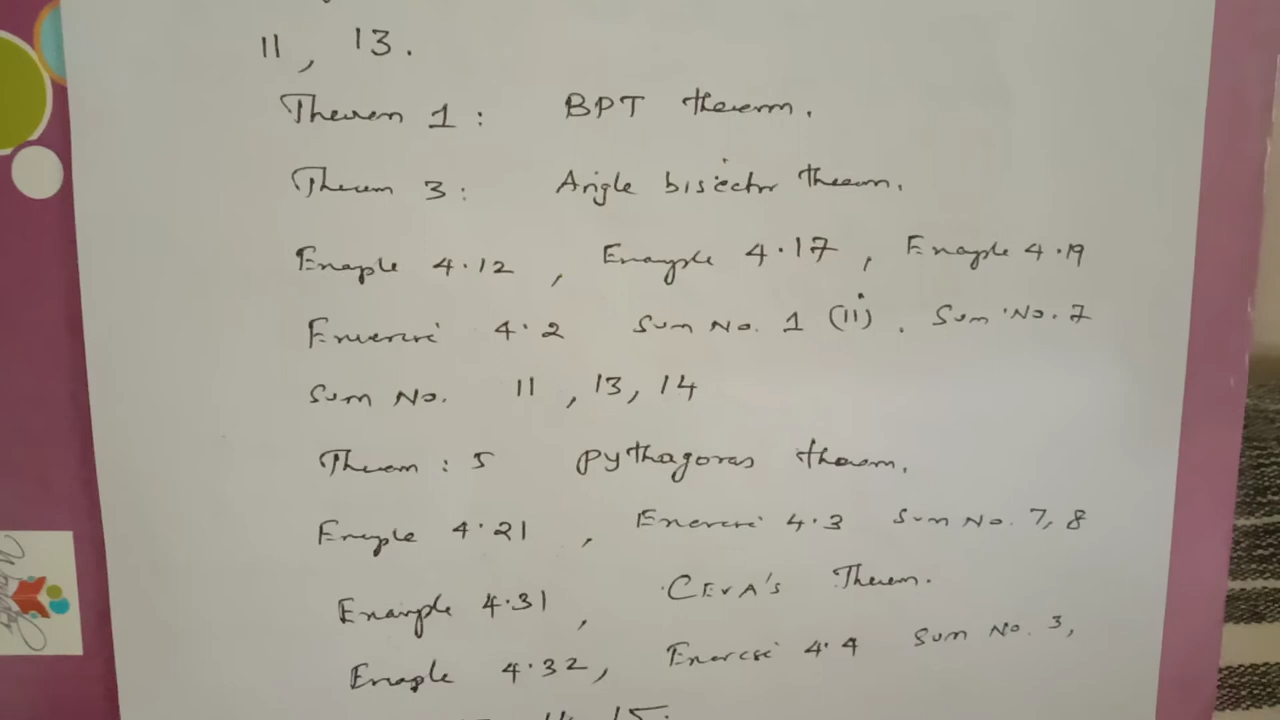 11, 13.
Theorem 1: BPT theorem.
Theorem 3: Angle bisector theorem.
Example 4.12, Example 4.17, Example 4.19
Exercise 4.2 Sum No. 1 (ii). Sum No. 7
Sum No. 11, 13, 14
Theorem: 5 pythagoras theorem.
Example 4.21, Exercise 4.3 Sum No. 7, 8
Example 4.31, CEVA's Theorem.
Example 4.32, Exercise 4.4 Sum No. 3,
15.